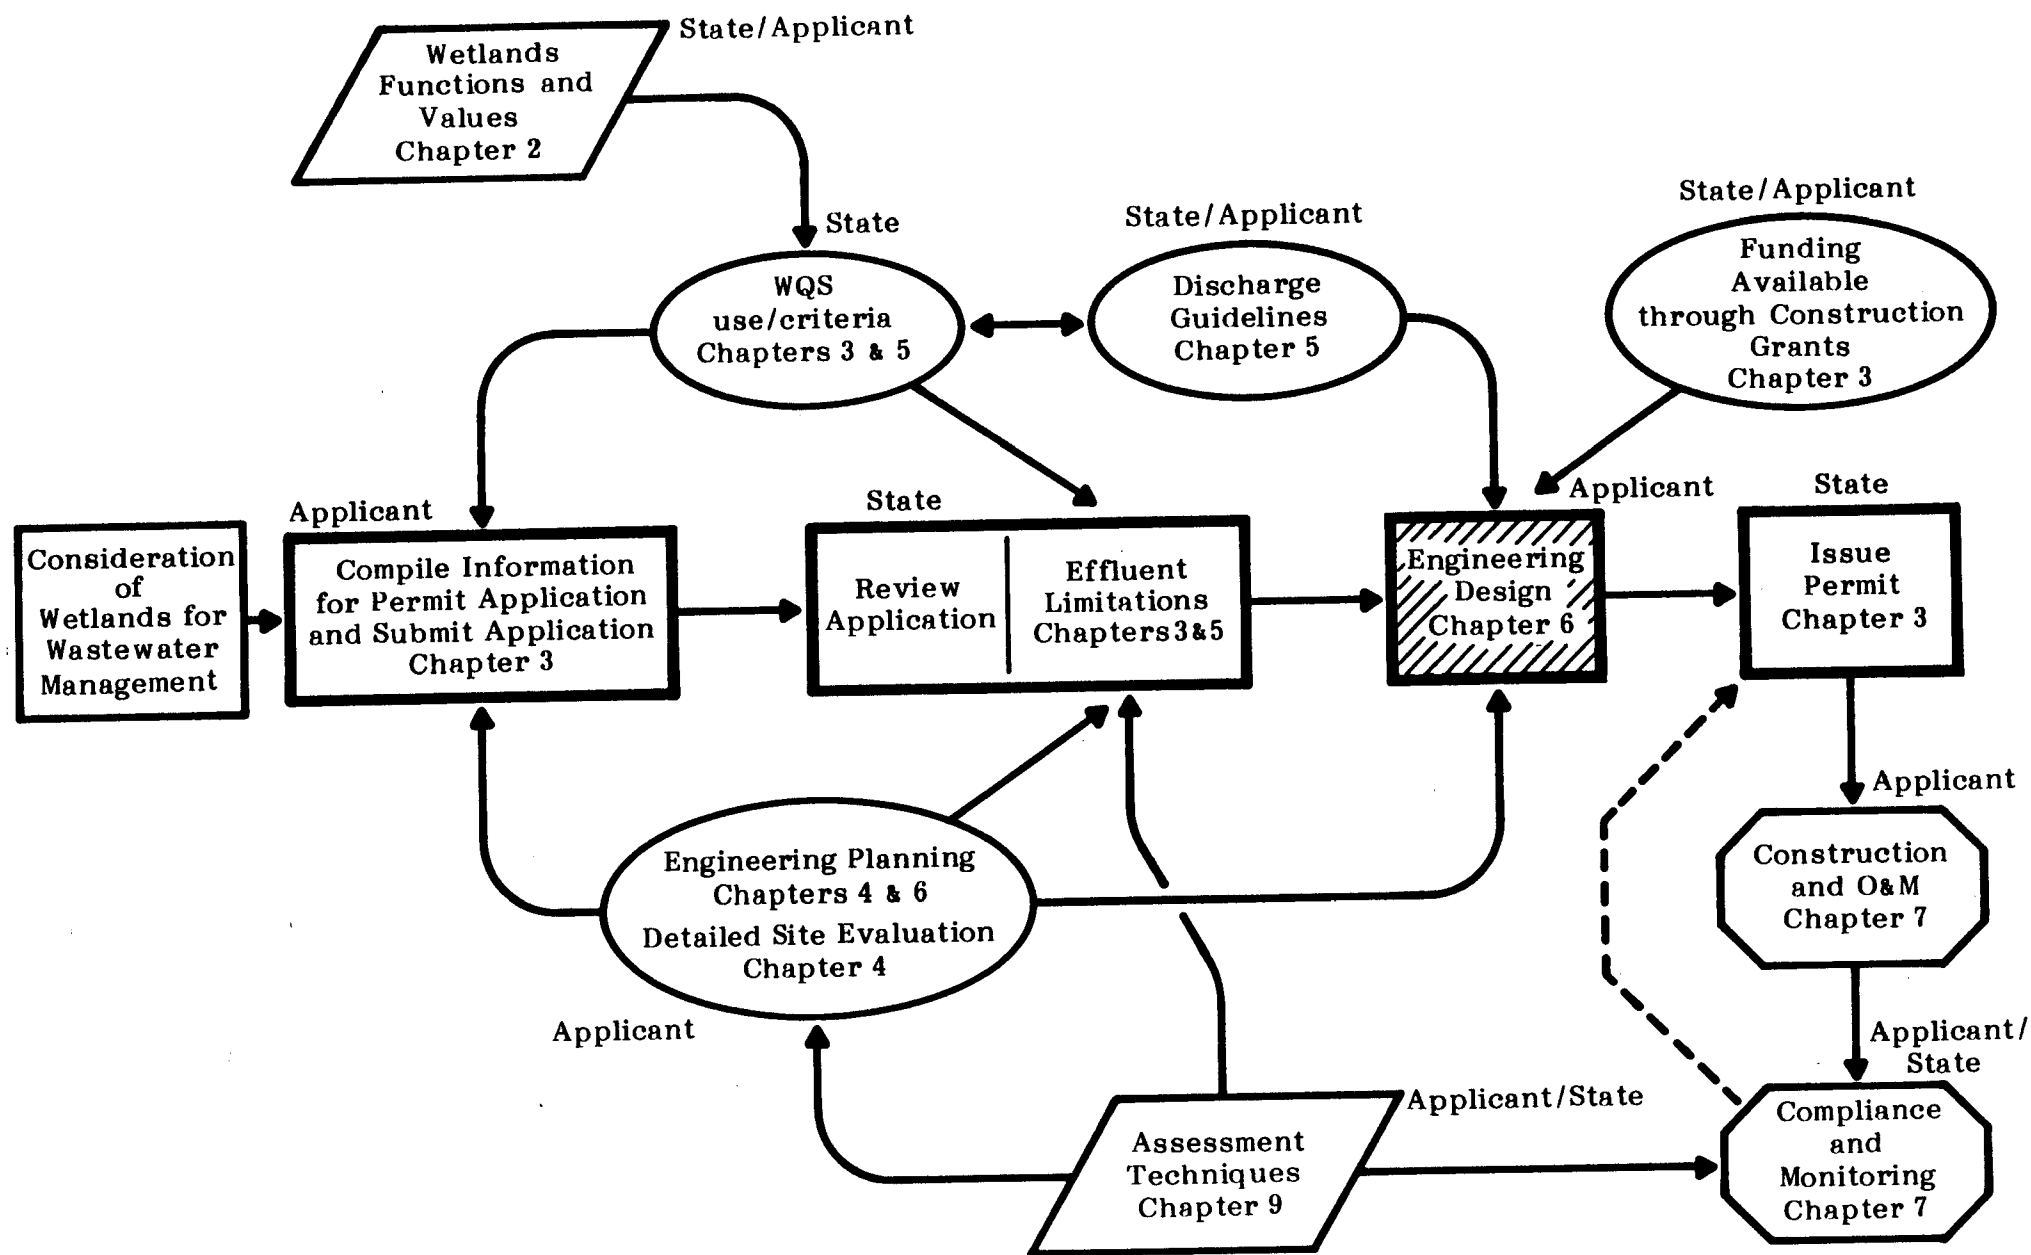 State/Applicant
Wetlands
Functions and
Values
Chapter 2
State
WQS
use/criteria
Chapters 3 & 5
State/Applicant
Discharge
Guidelines
Chapter 5
State/Applicant
Funding
Available
through Construction
Grants
Chapter 3
Consideration
of
Wetlands for
Wastewater
Management
Applicant
Compile Information
for Permit Application
and Submit Application
Chapter 3
State
Review
Application
Effluent
Limitations
Chapters 3&5
Applicant
Engineering
Design
Chapter 6
State
Issue
Permit
Chapter 3
Engineering Planning
Chapters 4 & 6
Detailed Site Evaluation
Chapter 4
Applicant
Applicant
Construction
and O&M
Chapter 7
Applicant/State
Assessment
Techniques
Chapter 9
Applicant/
State
Compliance
and
Monitoring
Chapter 7